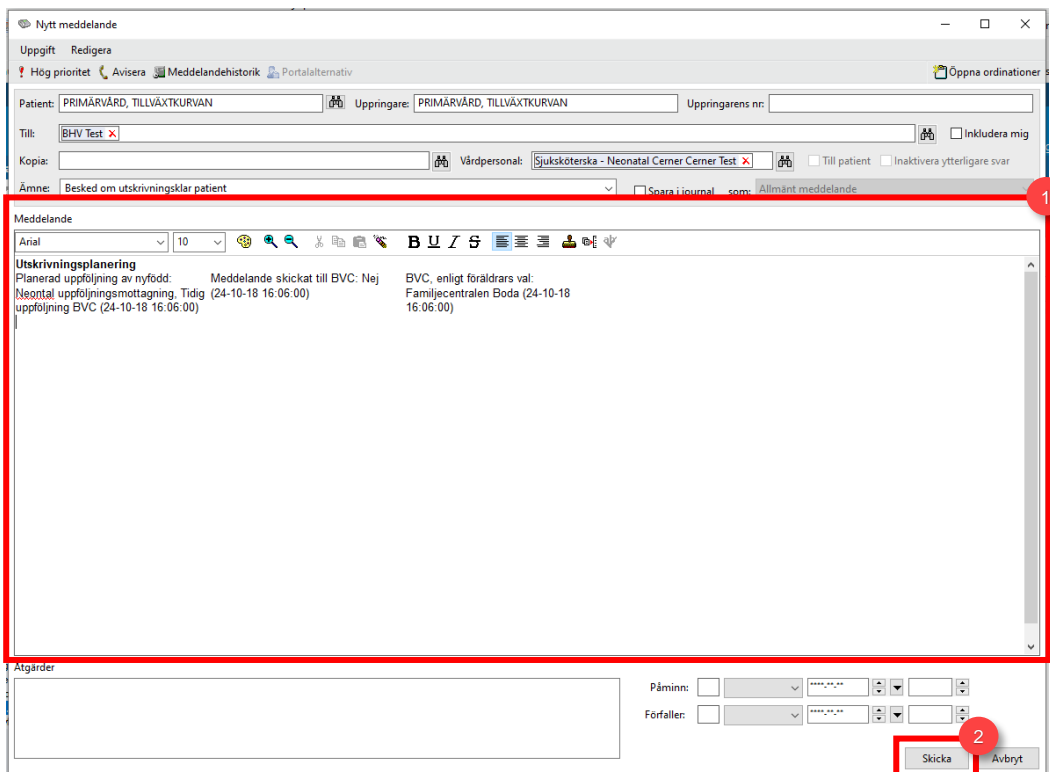 Nytt meddelande
Uppgift Redigera
Hög prioritet Avisera Meddelandehistorik Portalalternativ Öppna ordinationer
Patient: PRIMÄRVÅRD, TILLVÄXTKURVAN Uppringare: PRIMÄRVÅRD, TILLVÄXTKURVAN Uppringarens nr:
Till: BHV Test Inkludera mig
Kopia: Vårdpersonal: Sjuksköterska - Neonatal Cerner Cerner Test Till patient Inaktivera ytterligare svar
Ämne: Besked om utskrivningsklar patient Spara i journal som: Allmänt meddelande
1
Meddelande
Arial 10 B U I S
Utskrivningsplanering
Planerad uppföljning av nyfödd: Meddelande skickat till BVC: Nej BVC, enligt föräldrars val:
Neontal uppföljningsmottagning, Tidig (24-10-18 16:06:00) Familjecentralen Boda (24-10-18
uppföljning BVC (24-10-18 16:06:00) 16:06:00)
Åtgärder
Påminn: ****-**-**
Förfaller: ****-**-**
2
Skicka Avbryt